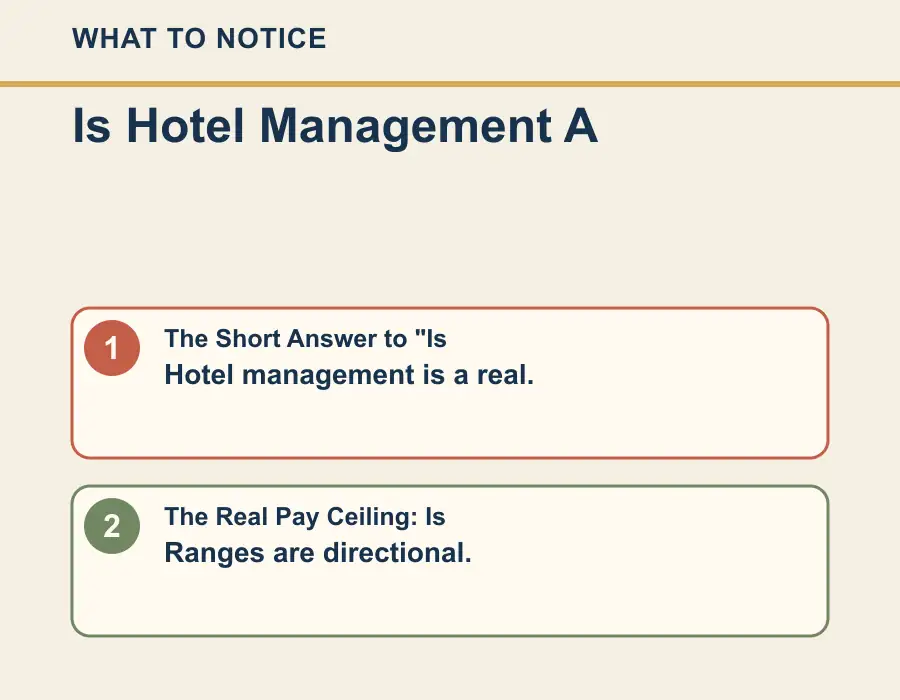 WHAT TO NOTICE
Is Hotel Management A
1
The Short Answer to "Is
Hotel management is a real.
2
The Real Pay Ceiling: Is
Ranges are directional.